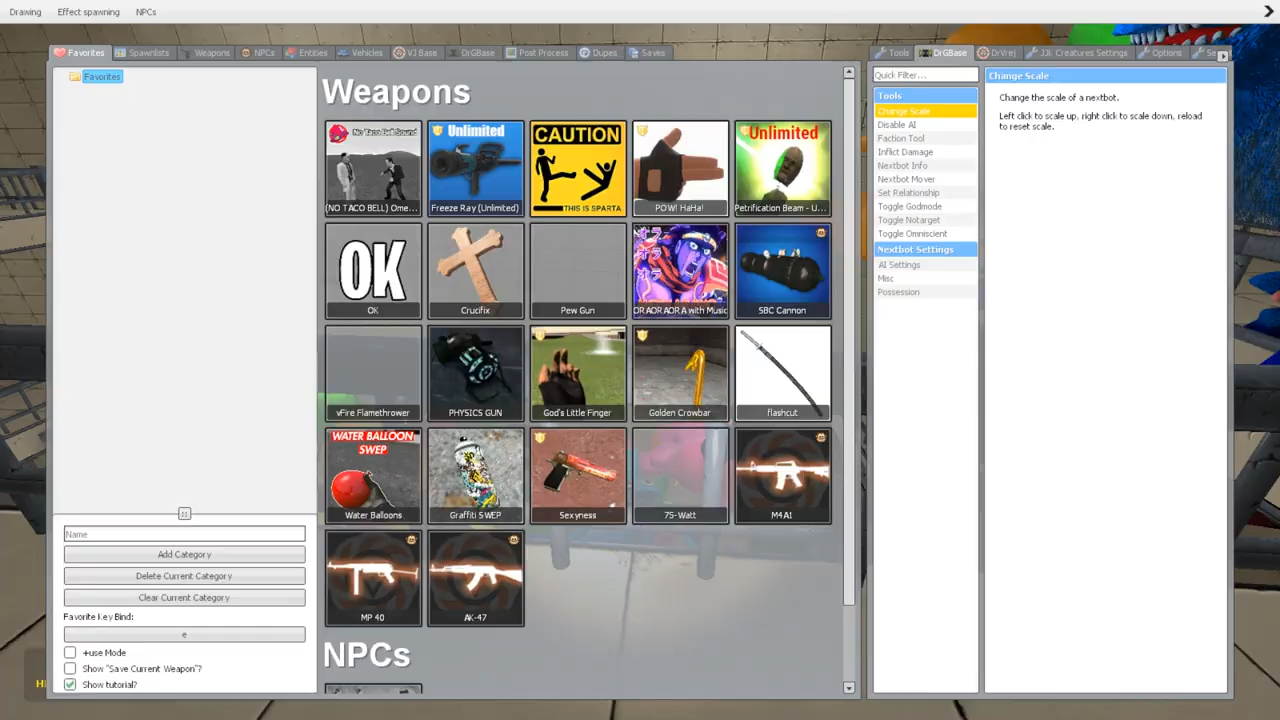 Drawing Effect spawning NPCs
Favorites Spawnlists Weapons NPCs Entities Vehicles VJ Base DrGBase Post Process Dupes Saves
Tools DrGBase DrVrej JJk Creatures Settings Options
Favorites
Name
Add Category
Delete Current Category
Clear Current Category
Favorite Key Bind:
e
+use Mode
Show "Save Current Weapon"?
Show tutorial?
Weapons
No Taco Bell Sound
(NO TACO BELL) Ome...
Unlimited
Freeze Ray (Unlimited)
CAUTION
THIS IS SPARTA
POW! HaHa!
Unlimited
Petrification Beam - U...
OK
OK
Crucifix
Pew Gun
ORAORAORA with Music
SBC Cannon
vFire Flamethrower
PHYSICS GUN
God's Little Finger
Golden Crowbar
flashcut
WATER BALLOON
SWEP
Water Balloons
Graffiti SWEP
Sexyness
75-Watt
M4A1
MP 40
AK-47
NPCs
Quick Filter...
Tools
Change Scale
Disable AI
Faction Tool
Inflict Damage
Nextbot Info
Nextbot Mover
Set Relationship
Toggle Godmode
Toggle Notarget
Toggle Omniscient
Nextbot Settings
AI Settings
Misc
Possession
Change Scale
Change the scale of a nextbot.
Left click to scale up, right click to scale down, reload
to reset scale.